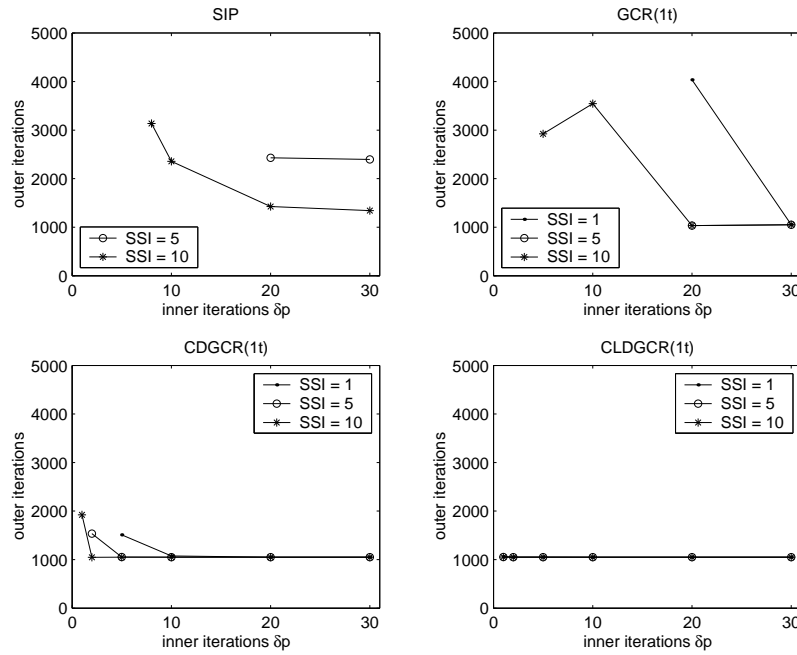 SIP
5000
4000
3000
2000
1000
0
outer iterations
SSI = 5
SSI = 10
0
10
20
30
inner iterations δp
GCR(1t)
5000
4000
3000
2000
1000
0
outer iterations
SSI = 1
SSI = 5
SSI = 10
0
10
20
30
inner iterations δp
CDGCR(1t)
5000
4000
3000
2000
1000
0
outer iterations
SSI = 1
SSI = 5
SSI = 10
0
10
20
30
inner iterations δp
CLDGCR(1t)
5000
4000
3000
2000
1000
0
outer iterations
SSI = 1
SSI = 5
SSI = 10
0
10
20
30
inner iterations δp